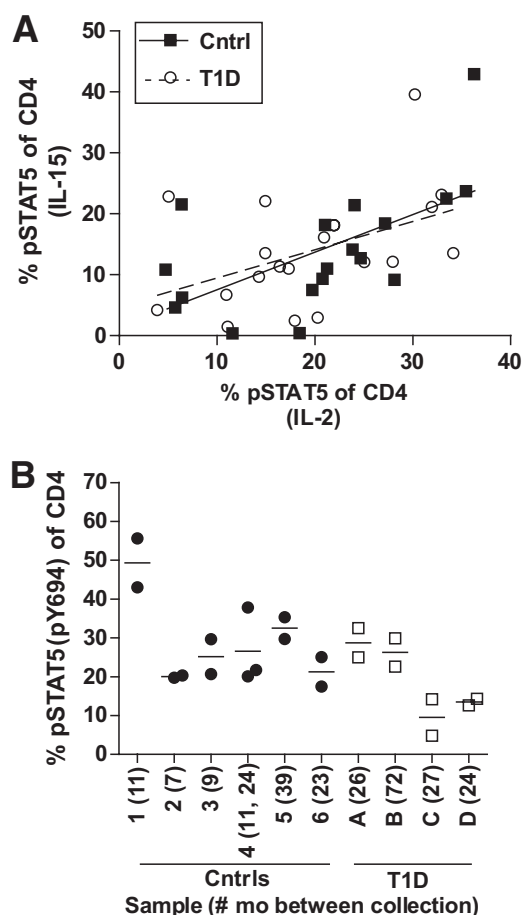 A
50
40
30
20
10
0
% pSTAT5 of CD4
(IL-15)
Cntrl
T1D
0 10 20 30 40
% pSTAT5 of CD4
(IL-2)
B
70
60
50
40
30
20
10
0
% pSTAT5(pY694) of CD4
1 (11)
2 (7)
3 (9)
4 (11, 24)
5 (39)
6 (23)
A (26)
B (72)
C (27)
D (24)
Cntrls T1D
Sample (# mo between collection)